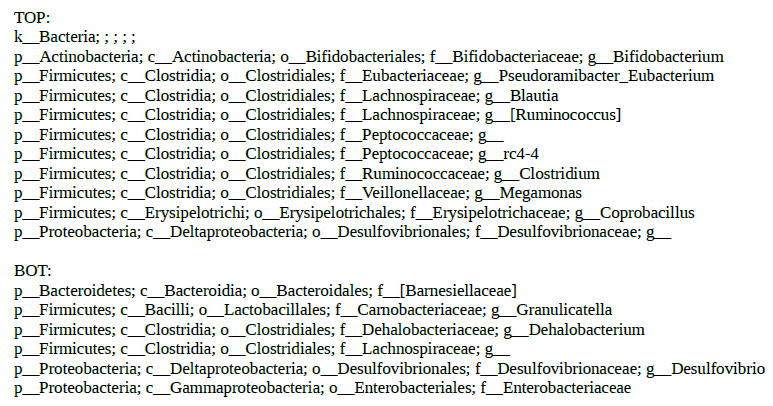 TOP:
k__Bacteria; ; ; ; ;
p__Actinobacteria; c__Actinobacteria; o__Bifidobacteriales; f__Bifidobacteriaceae; g__Bifidobacterium
p__Firmicutes; c__Clostridia; o__Clostridiales; f__Eubacteriaceae; g__Pseudoramibacter_Eubacterium
p__Firmicutes; c__Clostridia; o__Clostridiales; f__Lachnospiraceae; g__Blautia
p__Firmicutes; c__Clostridia; o__Clostridiales; f__Lachnospiraceae; g__[Ruminococcus]
p__Firmicutes; c__Clostridia; o__Clostridiales; f__Peptococcaceae; g__
p__Firmicutes; c__Clostridia; o__Clostridiales; f__Peptococcaceae; g__rc4-4
p__Firmicutes; c__Clostridia; o__Clostridiales; f__Ruminococcaceae; g__Clostridium
p__Firmicutes; c__Clostridia; o__Clostridiales; f__Veillonellaceae; g__Megamonas
p__Firmicutes; c__Erysipelotrichi; o__Erysipelotrichales; f__Erysipelotrichaceae; g__Coprobacillus
p__Proteobacteria; c__Deltaproteobacteria; o__Desulfovibrionales; f__Desulfovibrionaceae; g__
BOT:
p__Bacteroidetes; c__Bacteroidia; o__Bacteroidales; f__[Barnesiellaceae]
p__Firmicutes; c__Bacilli; o__Lactobacillales; f__Carnobacteriaceae; g__Granulicatella
p__Firmicutes; c__Clostridia; o__Clostridiales; f__Dehalobacteriaceae; g__Dehalobacterium
p__Firmicutes; c__Clostridia; o__Clostridiales; f__Lachnospiraceae; g__
p__Proteobacteria; c__Deltaproteobacteria; o__Desulfovibrionales; f__Desulfovibrionaceae; g__Desulfovibrio
p__Proteobacteria; c__Gammaproteobacteria; o__Enterobacteriales; f__Enterobacteriaceae